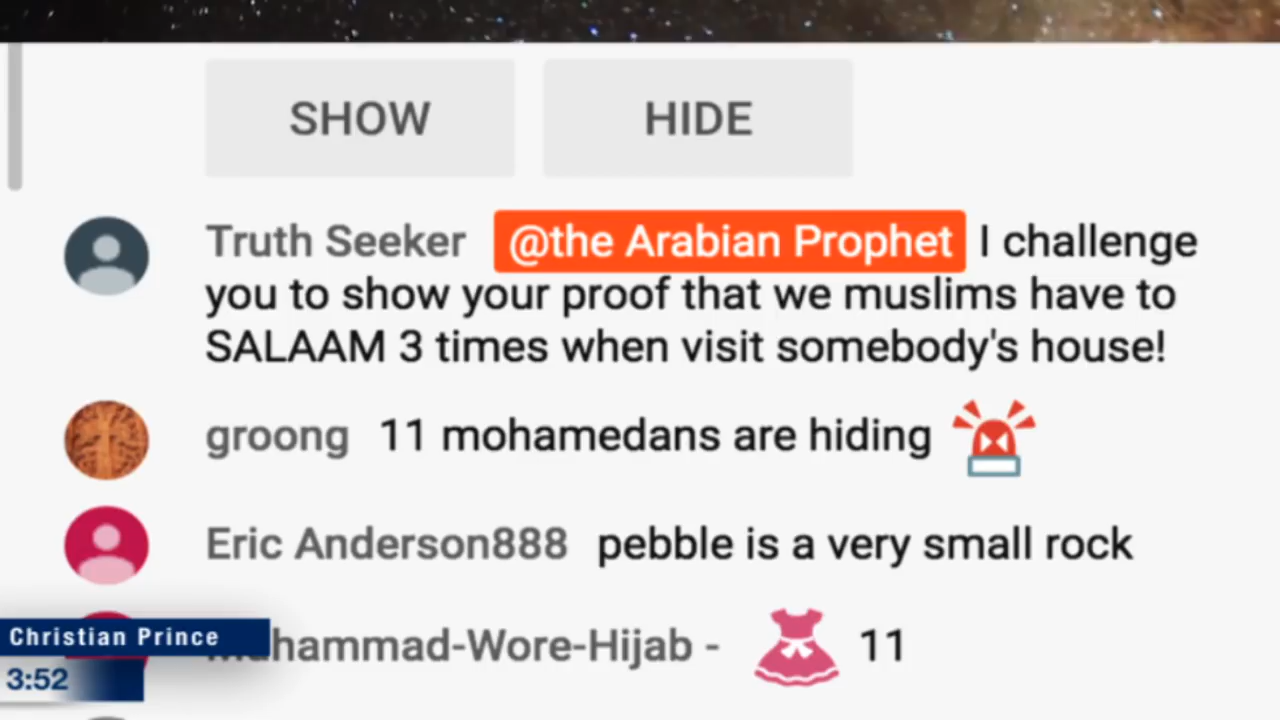 SHOW HIDE
Truth Seeker @the Arabian Prophet I challenge
you to show your proof that we muslims have to
SALAAM 3 times when visit somebody's house!
groong 11 mohamedans are hiding
Eric Anderson888 pebble is a very small rock
Christian Prince
hammad-Wore-Hijab - 11
3:52